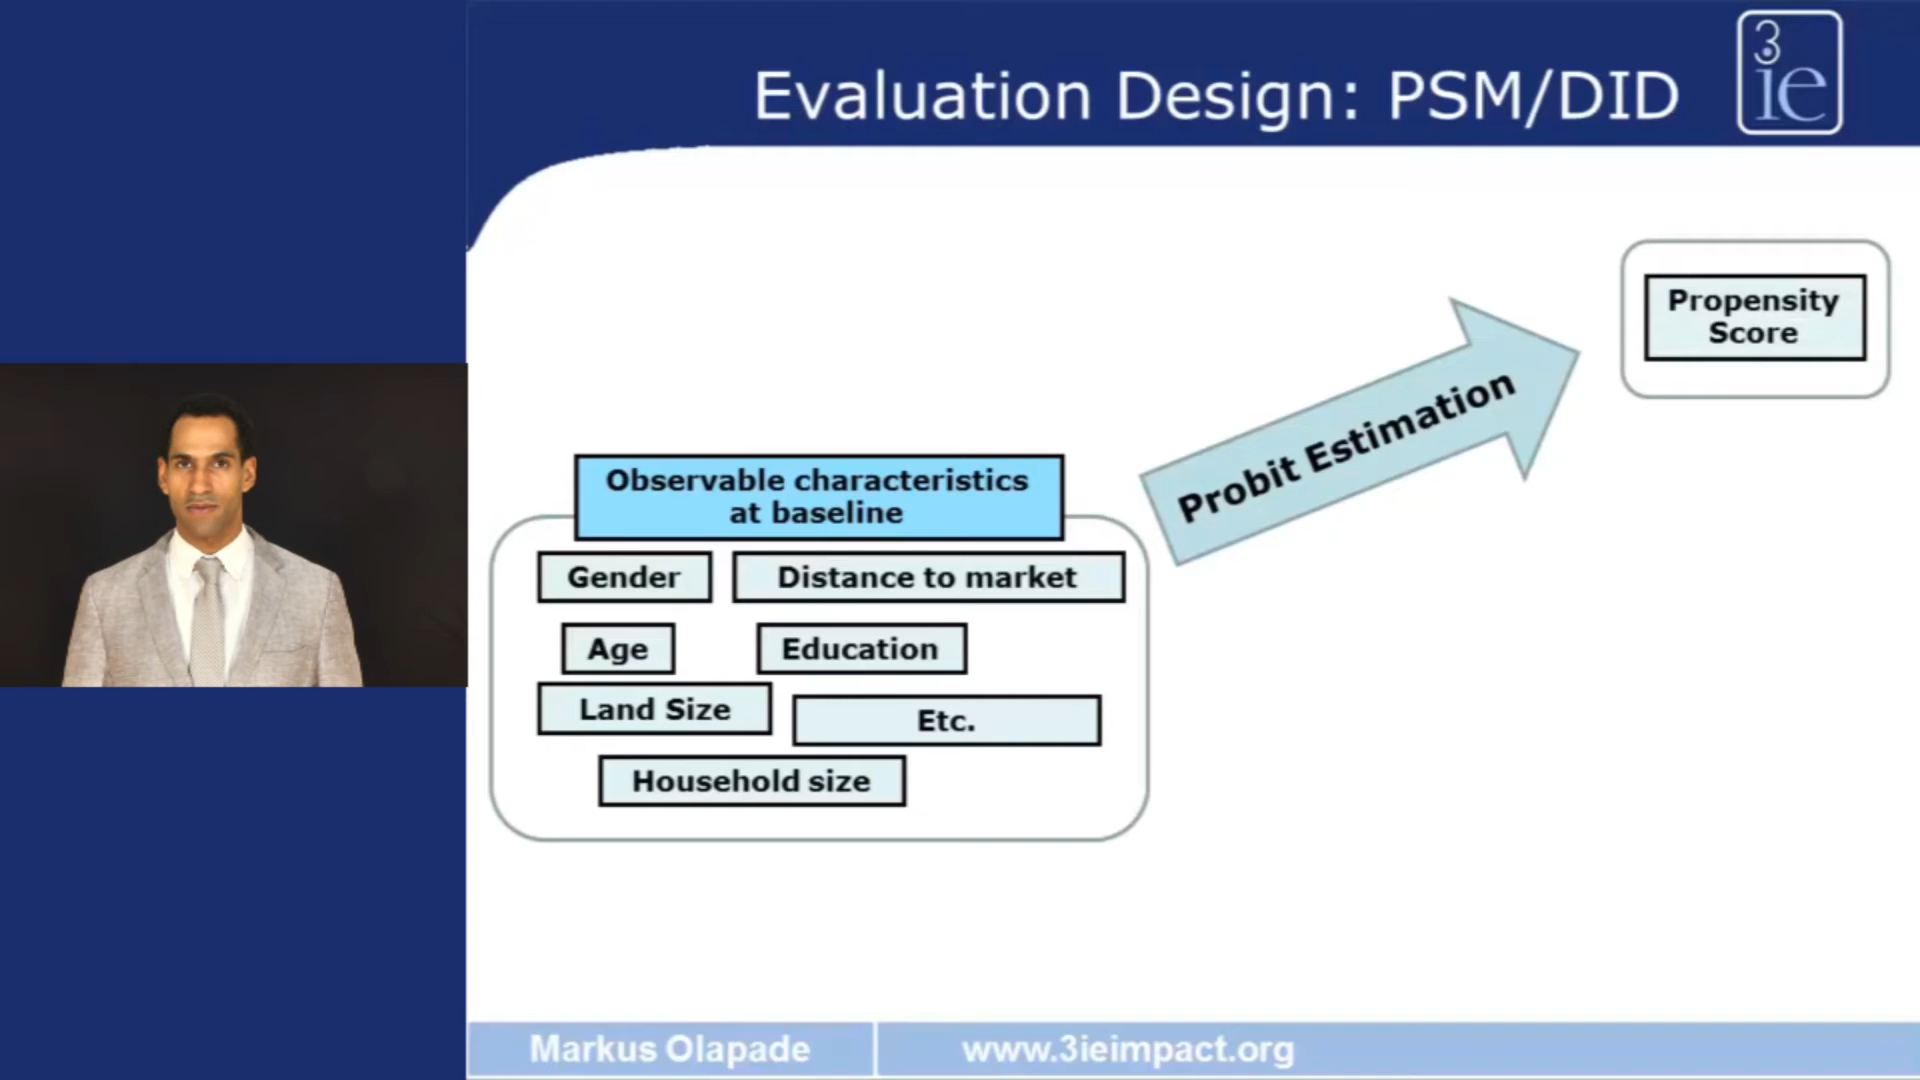 Evaluation Design: PSM/DID
3
ie
Propensity
Score
Probit Estimation
Observable characteristics
at baseline
Gender
Distance to market
Age
Education
Land Size
Etc.
Household size
Markus Olapade
www.3ieimpact.org